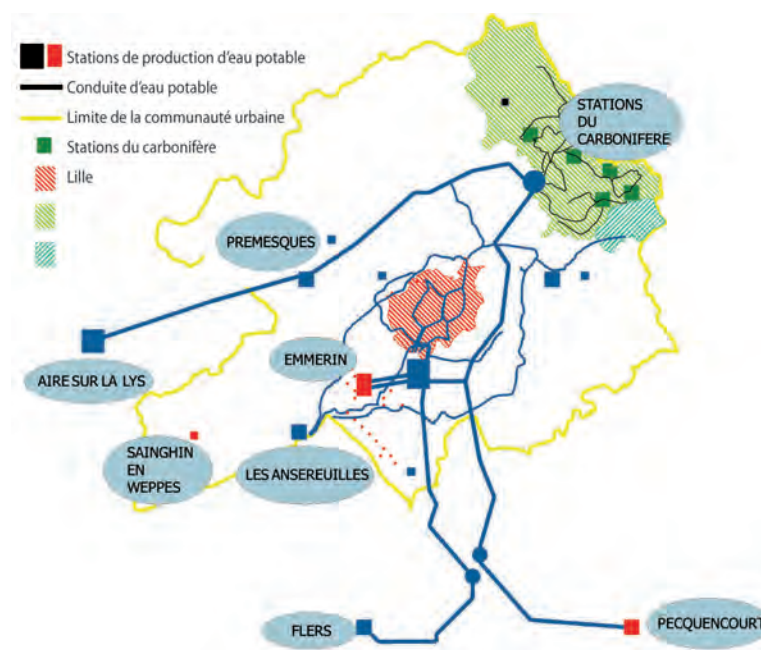 Stations de production d'eau potable
Conduite d'eau potable
Limite de la communauté urbaine
Stations du carbonifère
Lille
STATIONS
DU
CARBONIFERE
PREMESQUES
AIRE SUR LA LYS
EMMERIN
SAINGHIN
EN
WEPPES
LES ANSEREUILLES
FLERS
PECQUENCOURT